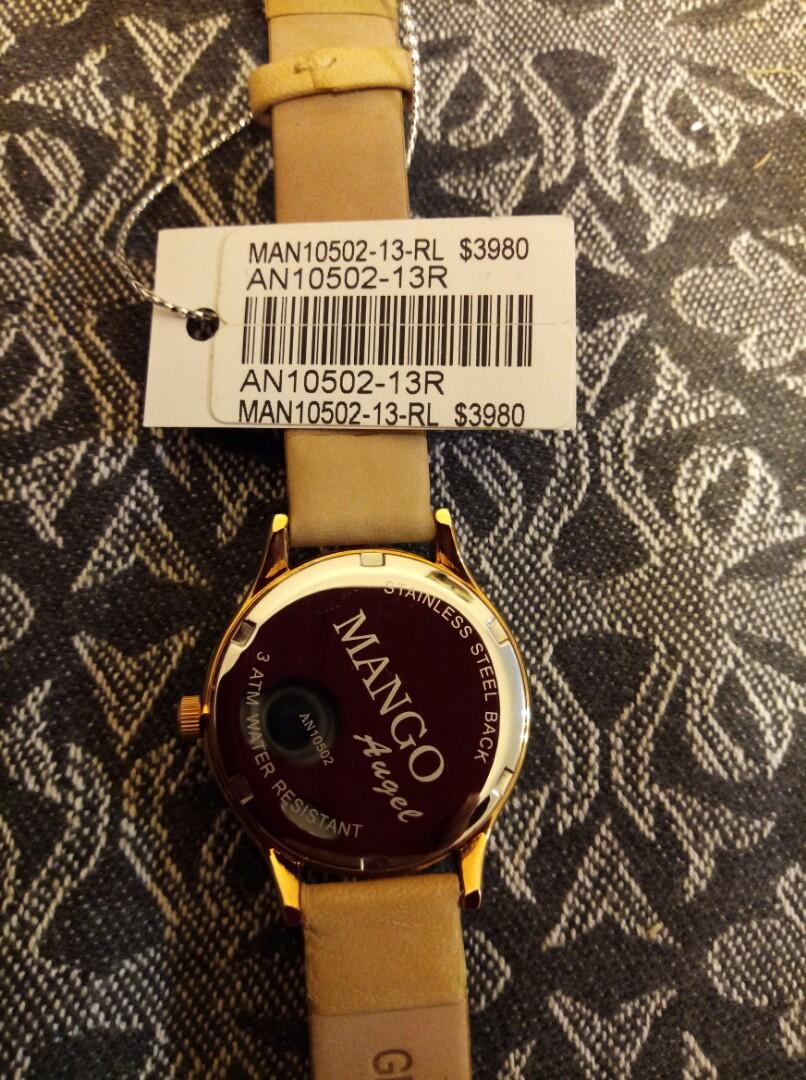 MAN10502-13-RL $3980
AN10502-13R
AN10502-13R
MAN10502-13-RL $3980
STAINLESS STEEL BACK
MANGO
Angel
AN10502
3 ATM WATER RESISTANT